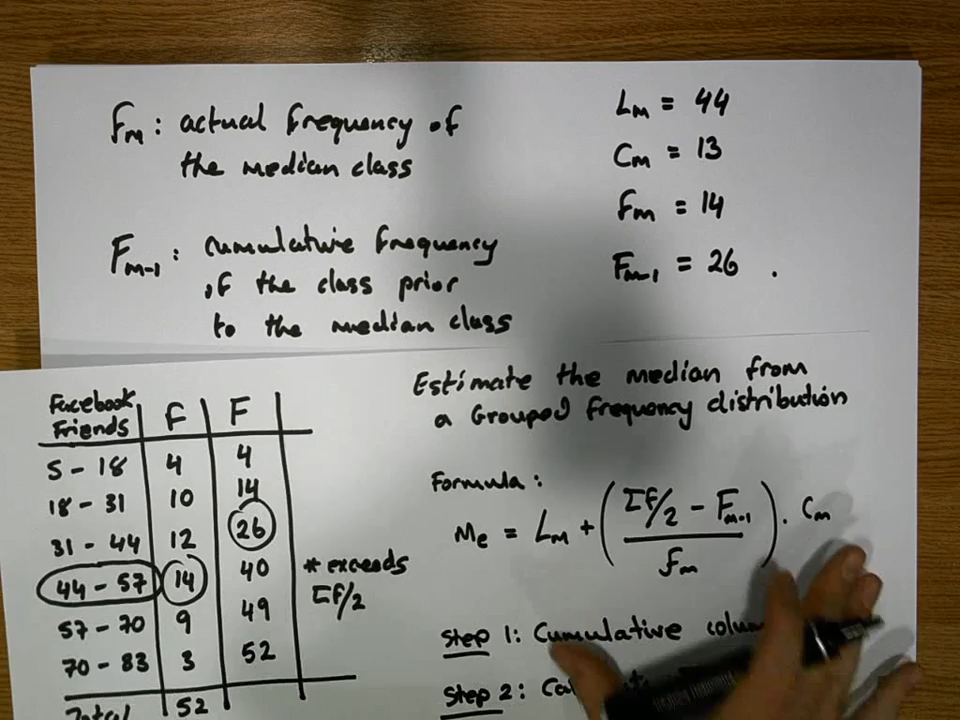 fm : actual frequency of
the median class
Fm-1 : cumulative frequency
of the class prior
to the median class
Lm = 44
Cm = 13
fm = 14
Fm-1 = 26 .
Facebook Friends | F | F
5 - 18 | 4 | 4
18 - 31 | 10 | 14
31 - 44 | 12 | 26
44 - 57 | 14 | 40
57 - 70 | 9 | 49
70 - 83 | 3 | 52
Total | 52
* exceeds
Σf/2
Estimate the median from
a Grouped frequency distribution
Formula :
Me = Lm + ( Σf/2 - Fm-1 / fm ) . Cm
Step 1 : Cumulative
Step 2 :